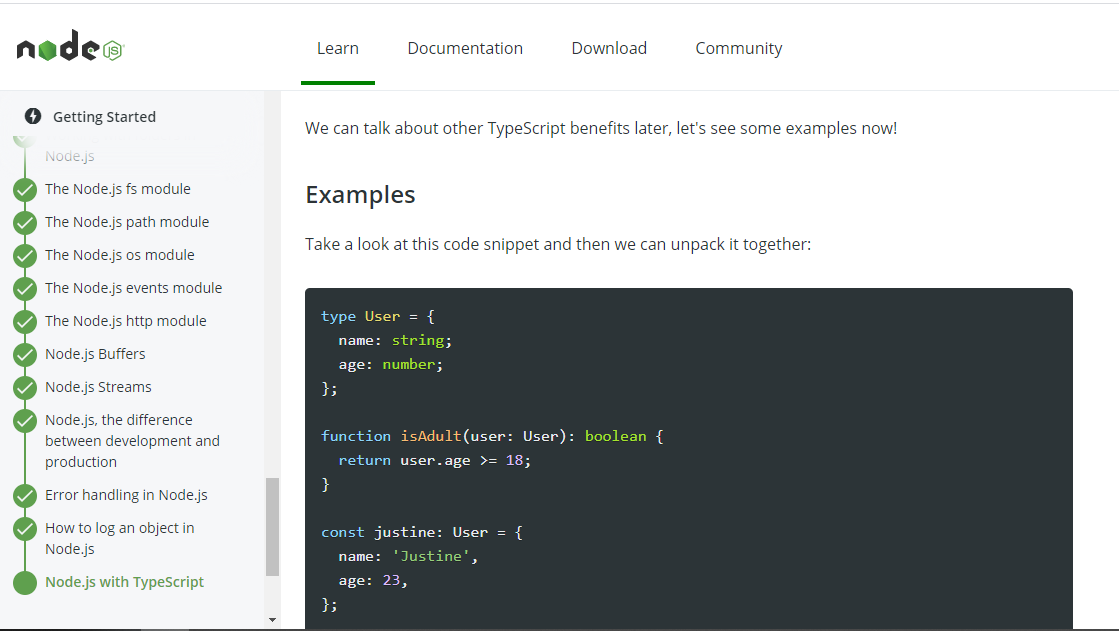 node
JS
Learn
Documentation
Download
Community
Getting Started
Node.js
The Node.js fs module
The Node.js path module
The Node.js os module
The Node.js events module
The Node.js http module
Node.js Buffers
Node.js Streams
Node.js, the difference
between development and
production
Error handling in Node.js
How to log an object in
Node.js
Node.js with TypeScript
We can talk about other TypeScript benefits later, let's see some examples now!
Examples
Take a look at this code snippet and then we can unpack it together:
type User = {
  name: string;
  age: number;
};
function isAdult(user: User): boolean {
  return user.age >= 18;
}
const justine: User = {
  name: 'Justine',
  age: 23,
};